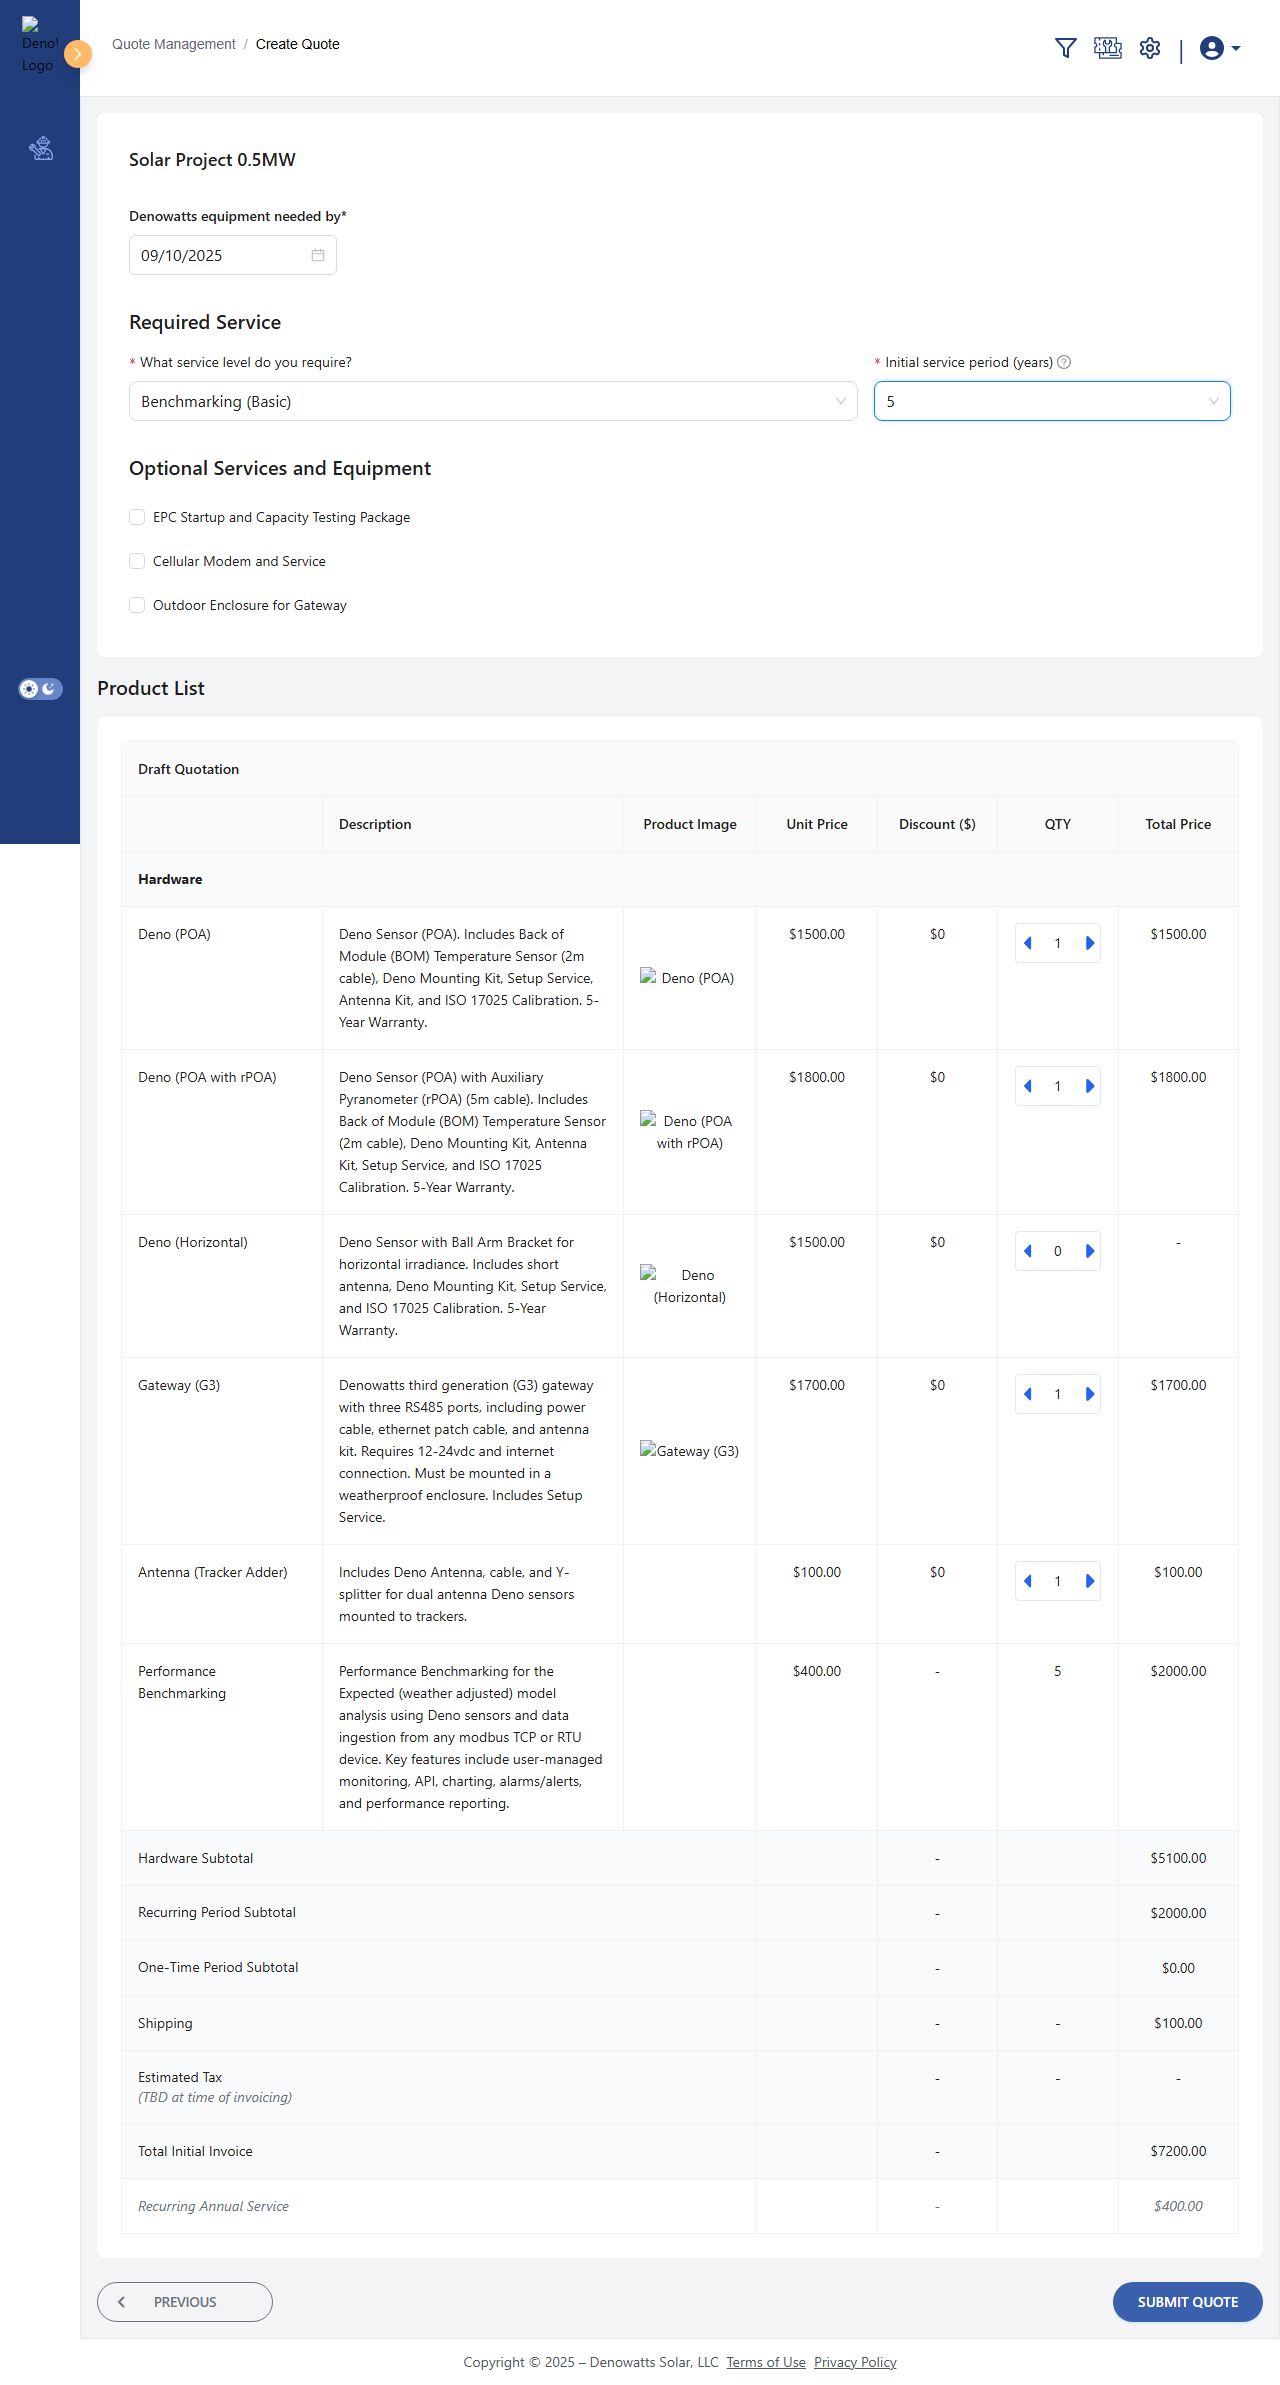 Deno
Logo
Quote Management / Create Quote
Solar Project 0.5MW
Denowatts equipment needed by*
09/10/2025
Required Service
* What service level do you require?
* Initial service period (years)
Benchmarking (Basic)
5
Optional Services and Equipment
EPC Startup and Capacity Testing Package
Cellular Modem and Service
Outdoor Enclosure for Gateway
Product List
Draft Quotation
Description Product Image Unit Price Discount ($) QTY Total Price
Hardware
Deno (POA)
Deno Sensor (POA). Includes Back of
Module (BOM) Temperature Sensor (2m
cable), Deno Mounting Kit, Setup Service,
Antenna Kit, and ISO 17025 Calibration. 5-
Year Warranty.
Deno (POA)
$1500.00 $0 1 $1500.00
Deno (POA with rPOA)
Deno Sensor (POA) with Auxiliary
Pyranometer (rPOA) (5m cable). Includes
Back of Module (BOM) Temperature Sensor
(2m cable), Deno Mounting Kit, Antenna
Kit, Setup Service, and ISO 17025
Calibration. 5-Year Warranty.
Deno (POA
with rPOA)
$1800.00 $0 1 $1800.00
Deno (Horizontal)
Deno Sensor with Ball Arm Bracket for
horizontal irradiance. Includes short
antenna, Deno Mounting Kit, Setup Service,
and ISO 17025 Calibration. 5-Year
Warranty.
Deno
(Horizontal)
$1500.00 $0 0 -
Gateway (G3)
Denowatts third generation (G3) gateway
with three RS485 ports, including power
cable, ethernet patch cable, and antenna
kit. Requires 12-24vdc and internet
connection. Must be mounted in a
weatherproof enclosure. Includes Setup
Service.
Gateway (G3)
$1700.00 $0 1 $1700.00
Antenna (Tracker Adder)
Includes Deno Antenna, cable, and Y-
splitter for dual antenna Deno sensors
mounted to trackers.
$100.00 $0 1 $100.00
Performance
Benchmarking
Performance Benchmarking for the
Expected (weather adjusted) model
analysis using Deno sensors and data
ingestion from any modbus TCP or RTU
device. Key features include user-managed
monitoring, API, charting, alarms/alerts,
and performance reporting.
$400.00 - 5 $2000.00
Hardware Subtotal - $5100.00
Recurring Period Subtotal - $2000.00
One-Time Period Subtotal - $0.00
Shipping - - $100.00
Estimated Tax - - -
(TBD at time of invoicing)
Total Initial Invoice - $7200.00
Recurring Annual Service - $400.00
PREVIOUS
SUBMIT QUOTE
Copyright © 2025 – Denowatts Solar, LLC Terms of Use Privacy Policy